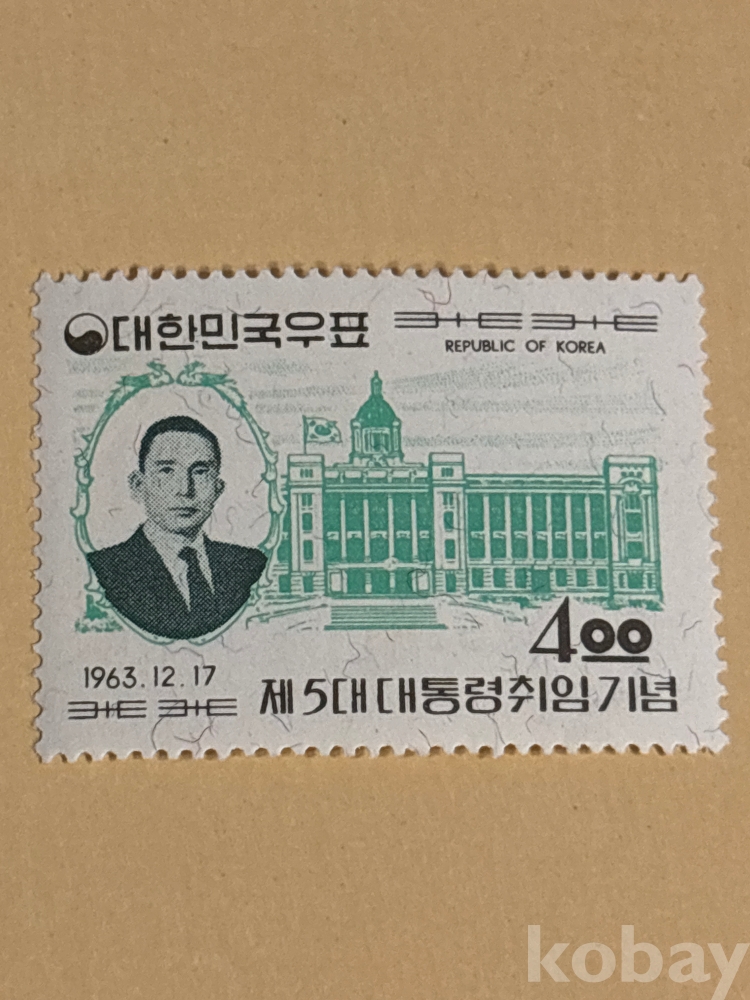 대한민국우표
REPUBLIC OF KOREA
4.00
1963.12.17
제5대 대통령취임기념
kobay